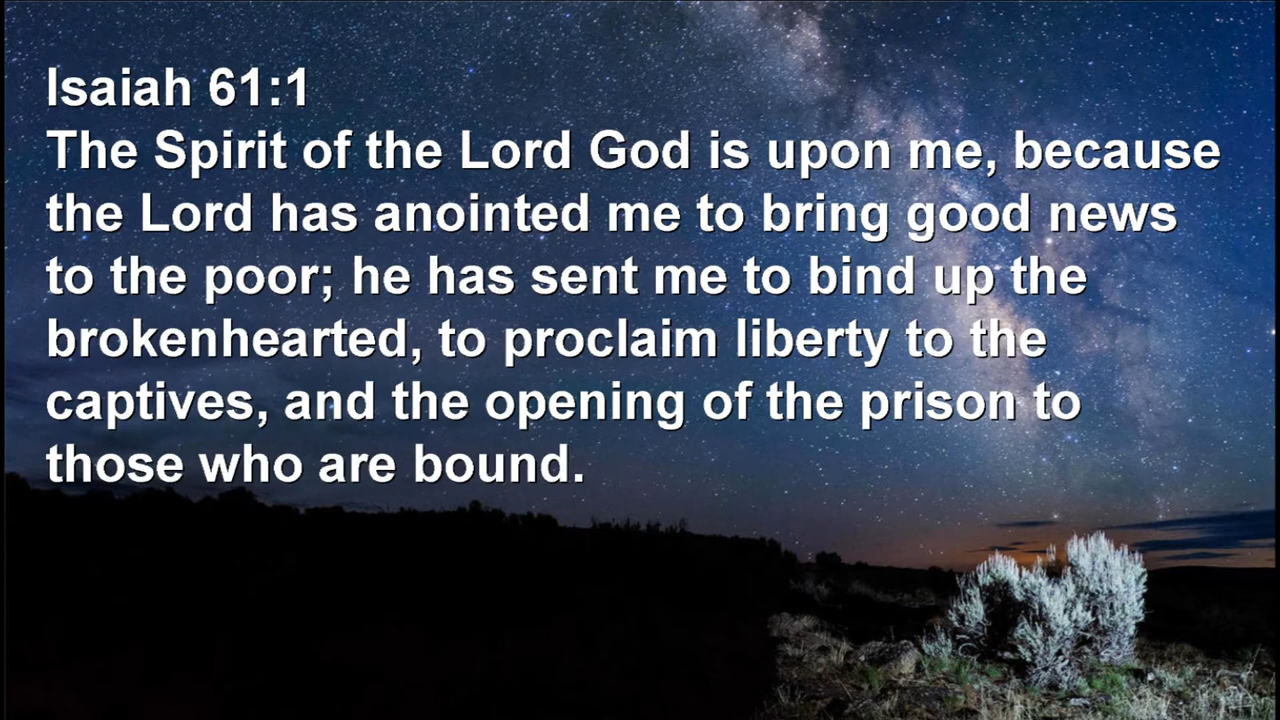 Isaiah 61:1
The Spirit of the Lord God is upon me, because
the Lord has anointed me to bring good news
to the poor; he has sent me to bind up the
brokenhearted, to proclaim liberty to the
captives, and the opening of the prison to
those who are bound.